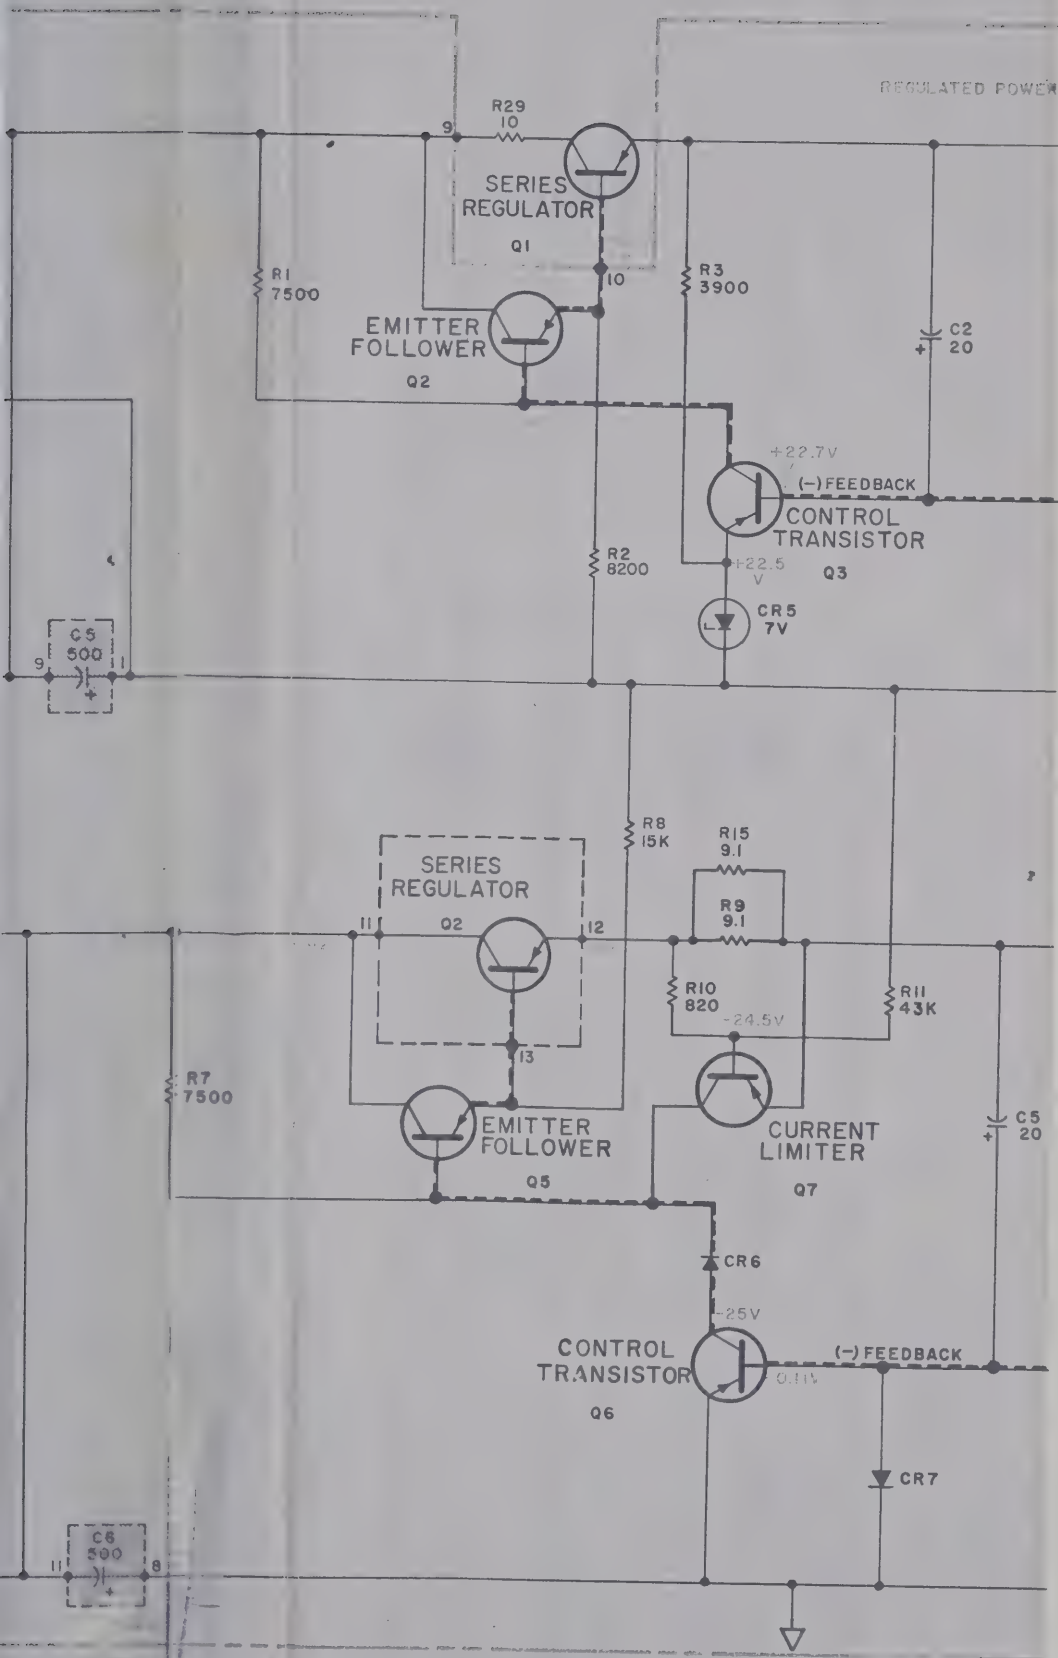 REGULATED POWER
R29
10
9
SERIES
REGULATOR
Q1
10
R1
7500
R3
3900
C2
+ 20
EMITTER
FOLLOWER
Q2
+22.7V
(-) FEEDBACK
CONTROL
TRANSISTOR
Q3
R2
8200
+22.5
V
CR5
7V
C5
500
9
1
+
R8
15K
R15
9.1
SERIES
REGULATOR
R9
9.1
11
Q2
12
R10
820
R11
43K
-24.5V
13
R7
7500
EMITTER
FOLLOWER
Q5
CURRENT
LIMITER
Q7
C5
+ 20
CR6
-25V
CONTROL
TRANSISTOR
Q6
(-) FEEDBACK
CR7
C6
500
11
8
+